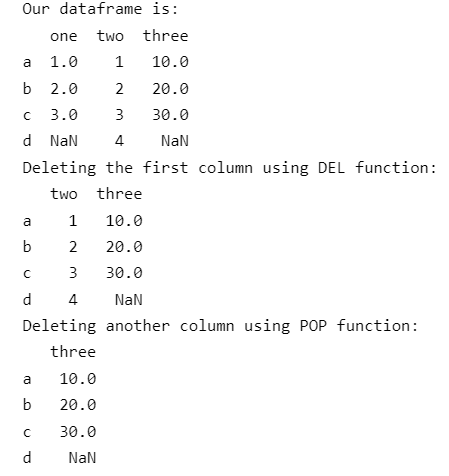 Our dataframe is:
   one  two  three
a  1.0    1   10.0
b  2.0    2   20.0
c  3.0    3   30.0
d  NaN    4    NaN
Deleting the first column using DEL function:
   two  three
a    1   10.0
b    2   20.0
c    3   30.0
d    4    NaN
Deleting another column using POP function:
   three
a   10.0
b   20.0
c   30.0
d    NaN